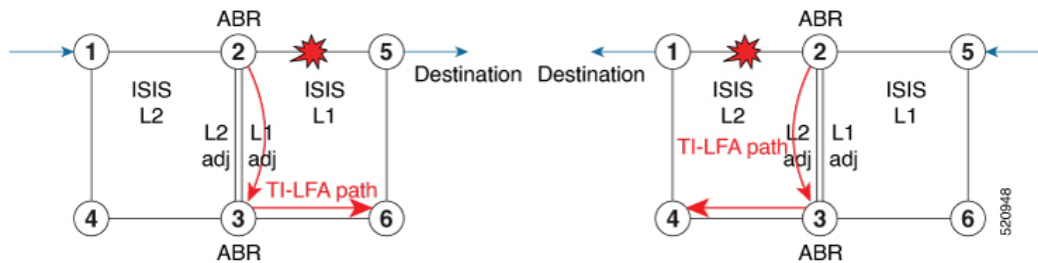 ABR
1
2
5
Destination
ISIS
L2
ISIS
L1
L2
adj
L1
adj
TI-LFA path
4
3
6
ABR
ABR
Destination
1
2
5
ISIS
L2
ISIS
L1
TI-LFA path
L2
adj
L1
adj
4
3
6
ABR
520948